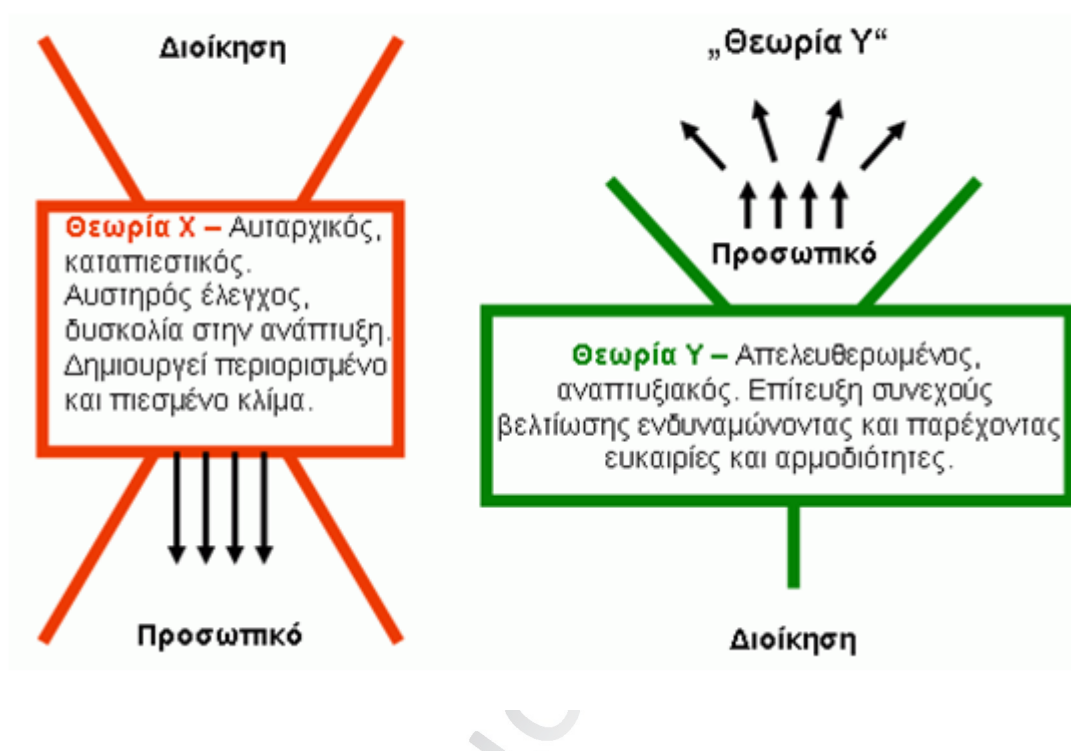 Διοίκηση
Θεωρία Χ – Αυταρχικός,
καταπιεστικός.
Αυστηρός έλεγχος,
δυσκολία στην ανάπτυξη.
Δημιουργεί περιορισμένο
και πιεσμένο κλίμα.
Προσωπικό
„Θεωρία Υ“
Προσωπικό
Θεωρία Υ – Απελευθερωμένος,
αναπτυξιακός. Επίτευξη συνεχούς
βελτίωσης ενδυναμώνοντας και παρέχοντας
ευκαιρίες και αρμοδιότητες.
Διοίκηση